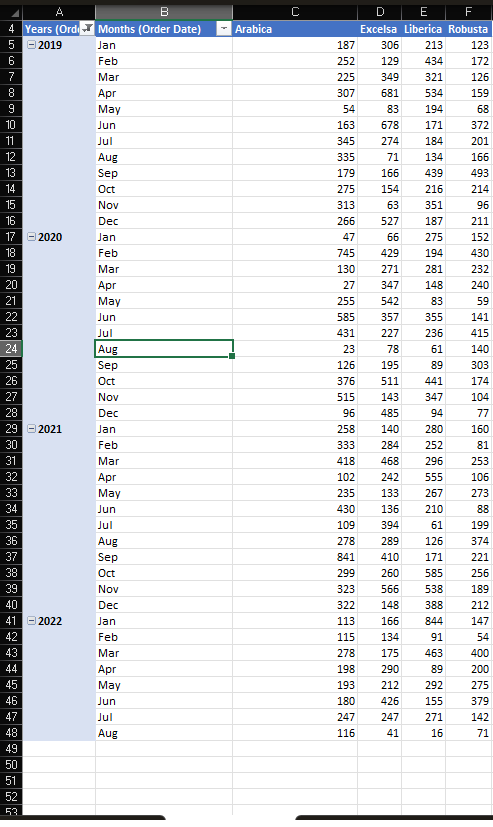 A B C D E F
4 Years (Orde Months (Order Date) Arabica Excelsa Liberica Robusta
5 2019 Jan 187 306 213 123
6 Feb 252 129 434 172
7 Mar 225 349 321 126
8 Apr 307 681 534 159
9 May 54 83 194 68
10 Jun 163 678 171 372
11 Jul 345 274 184 201
12 Aug 335 71 134 166
13 Sep 179 166 439 493
14 Oct 275 154 216 214
15 Nov 313 63 351 96
16 Dec 266 527 187 211
17 2020 Jan 47 66 275 152
18 Feb 745 429 194 430
19 Mar 130 271 281 232
20 Apr 27 347 148 240
21 May 255 542 83 59
22 Jun 585 357 355 141
23 Jul 431 227 236 415
24 Aug 23 78 61 140
25 Sep 126 195 89 303
26 Oct 376 511 441 174
27 Nov 515 143 347 104
28 Dec 96 485 94 77
29 2021 Jan 258 140 280 160
30 Feb 333 284 252 81
31 Mar 418 468 296 253
32 Apr 102 242 555 106
33 May 235 133 267 273
34 Jun 430 136 210 88
35 Jul 109 394 61 199
36 Aug 278 289 126 374
37 Sep 841 410 171 221
38 Oct 299 260 585 256
39 Nov 323 566 538 189
40 Dec 322 148 388 212
41 2022 Jan 113 166 844 147
42 Feb 115 134 91 54
43 Mar 278 175 463 400
44 Apr 198 290 89 200
45 May 193 212 292 275
46 Jun 180 426 155 379
47 Jul 247 247 271 142
48 Aug 116 41 16 71
49
50
51
52
53